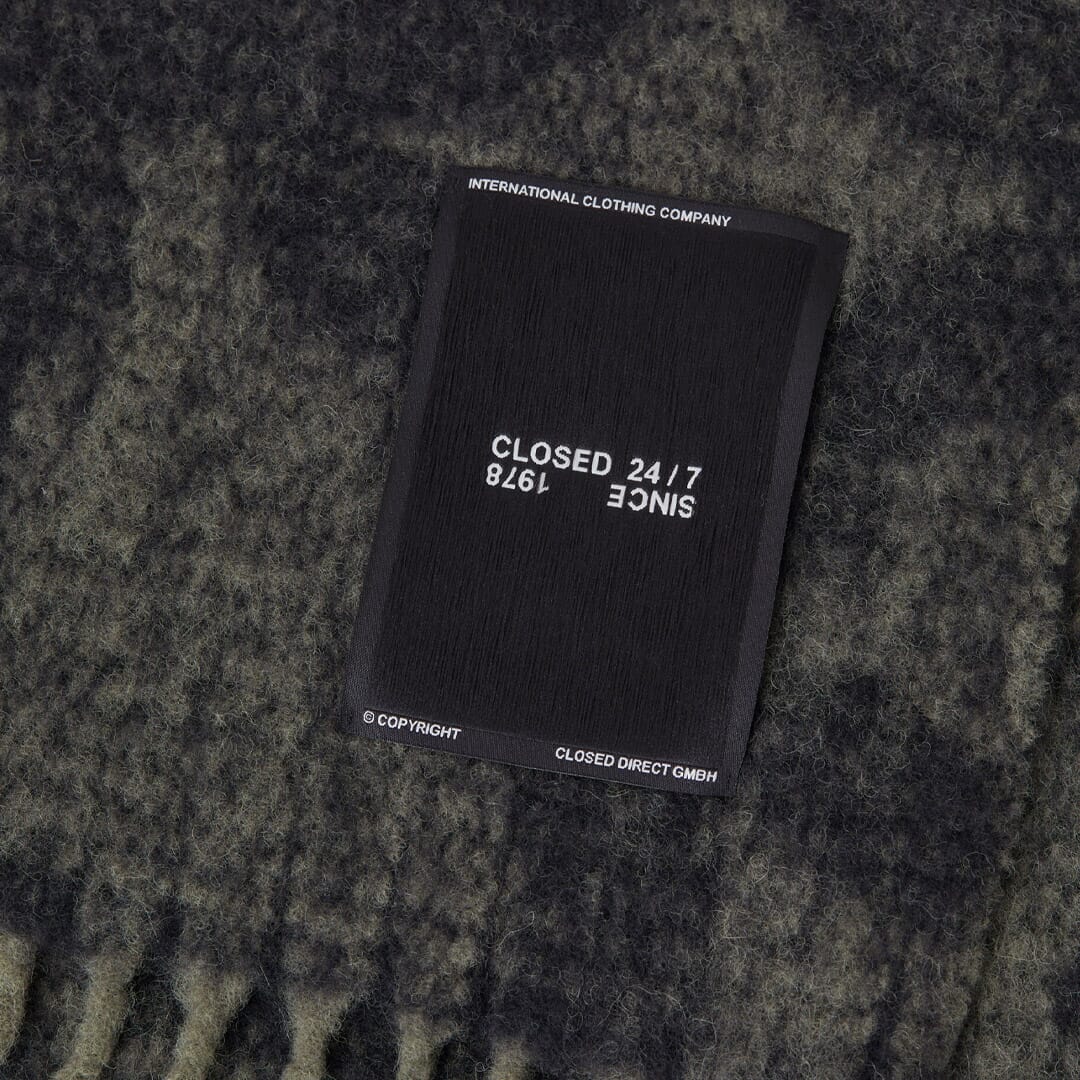 INTERNATIONAL CLOTHING COMPANY
CLOSED 24/7
SINCE 1978
© COPYRIGHT
CLOSED DIRECT GMBH